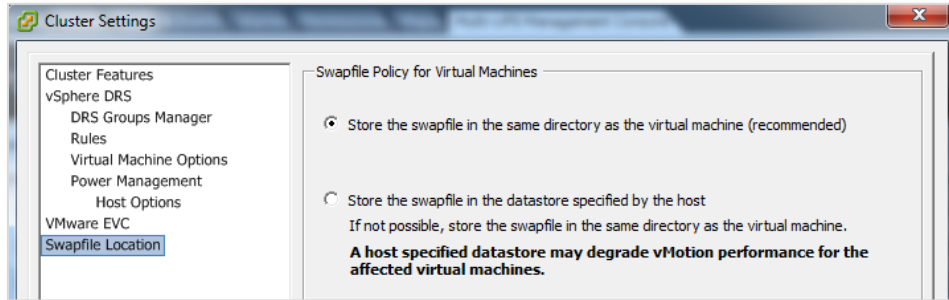 Cluster Settings
Cluster Features
vSphere DRS
DRS Groups Manager
Rules
Virtual Machine Options
Power Management
Host Options
VMware EVC
Swapfile Location
Swapfile Policy for Virtual Machines
Store the swapfile in the same directory as the virtual machine (recommended)
Store the swapfile in the datastore specified by the host
If not possible, store the swapfile in the same directory as the virtual machine.
A host specified datastore may degrade vMotion performance for the
affected virtual machines.